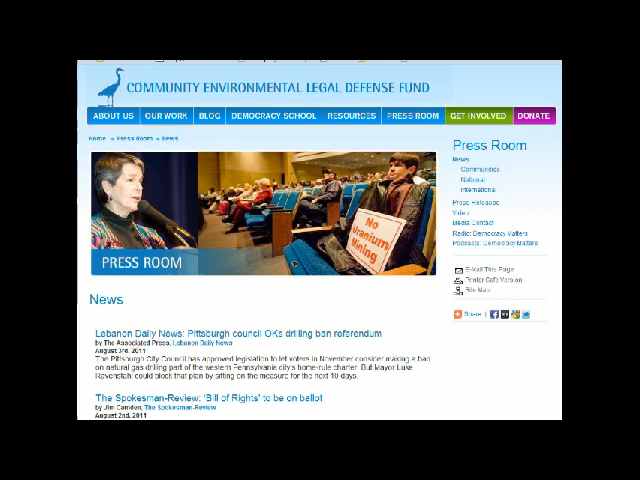 COMMUNITY ENVIRONMENTAL LEGAL DEFENSE FUND
ABOUT US OUR WORK BLOG DEMOCRACY SCHOOL RESOURCES PRESS ROOM GET INVOLVED DONATE
Home » Press Room » News
No
Uranium
Mining
PRESS ROOM
News
Lebanon Daily News: Pittsburgh council OKs drilling ban referendum
by The Associated Press, Lebanon Daily News
August 3rd, 2011
The Pittsburgh City Council has approved legislation to let voters in November consider making a ban
on natural gas drilling part of the western Pennsylvania city's home-rule charter. But Mayor Luke
Ravenstahl could block that plan by sitting on the measure for the next 10 days.
The Spokesman-Review: 'Bill of Rights' to be on ballot
by Jim Camden, The Spokesman-Review
August 2nd, 2011
Press Room
News
Communities
National
International
Press Releases
Video
Media Contact
Radio: Democracy Matters
Podcasts: Democracy Matters
E-Mail This Page
Printer Safe Version
Site Map
Share